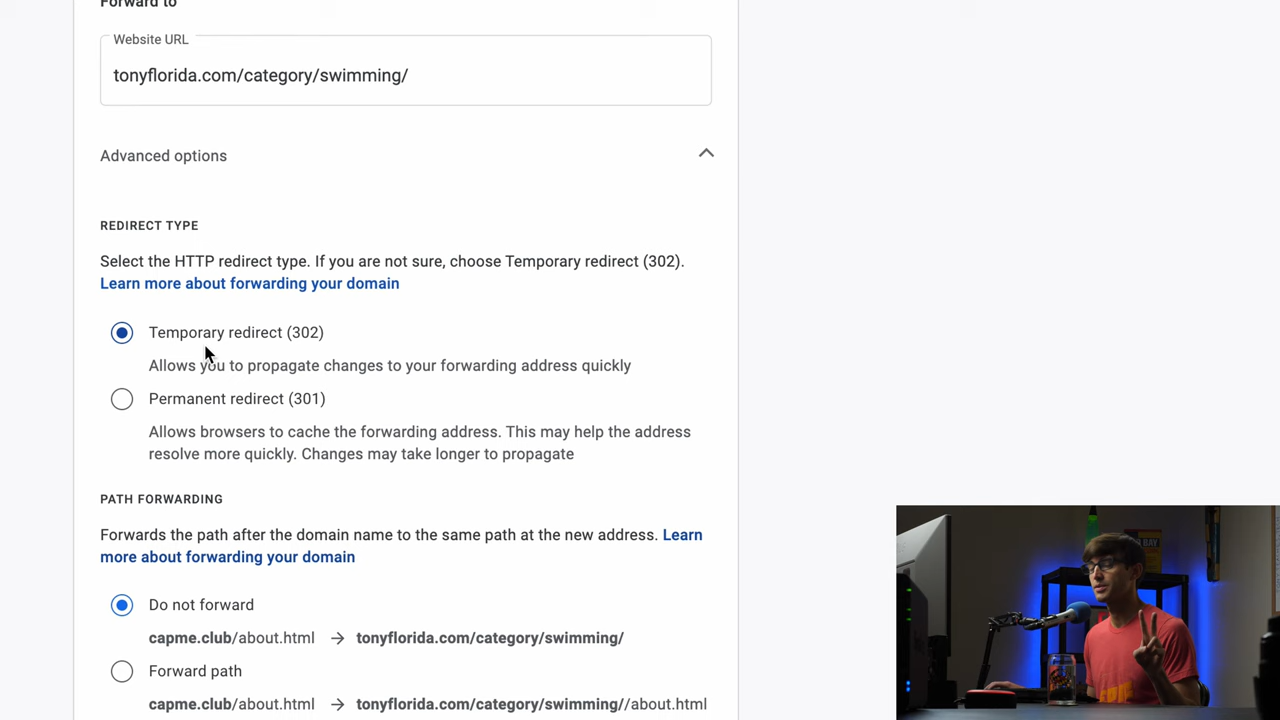 Forward to
Website URL
tonyflorida.com/category/swimming/
Advanced options
REDIRECT TYPE
Select the HTTP redirect type. If you are not sure, choose Temporary redirect (302).
Learn more about forwarding your domain
Temporary redirect (302)
Allows you to propagate changes to your forwarding address quickly
Permanent redirect (301)
Allows browsers to cache the forwarding address. This may help the address
resolve more quickly. Changes may take longer to propagate
PATH FORWARDING
Forwards the path after the domain name to the same path at the new address. Learn
more about forwarding your domain
Do not forward
capme.club/about.html → tonyflorida.com/category/swimming/
Forward path
capme.club/about.html → tonyflorida.com/category/swimming//about.html
BAY